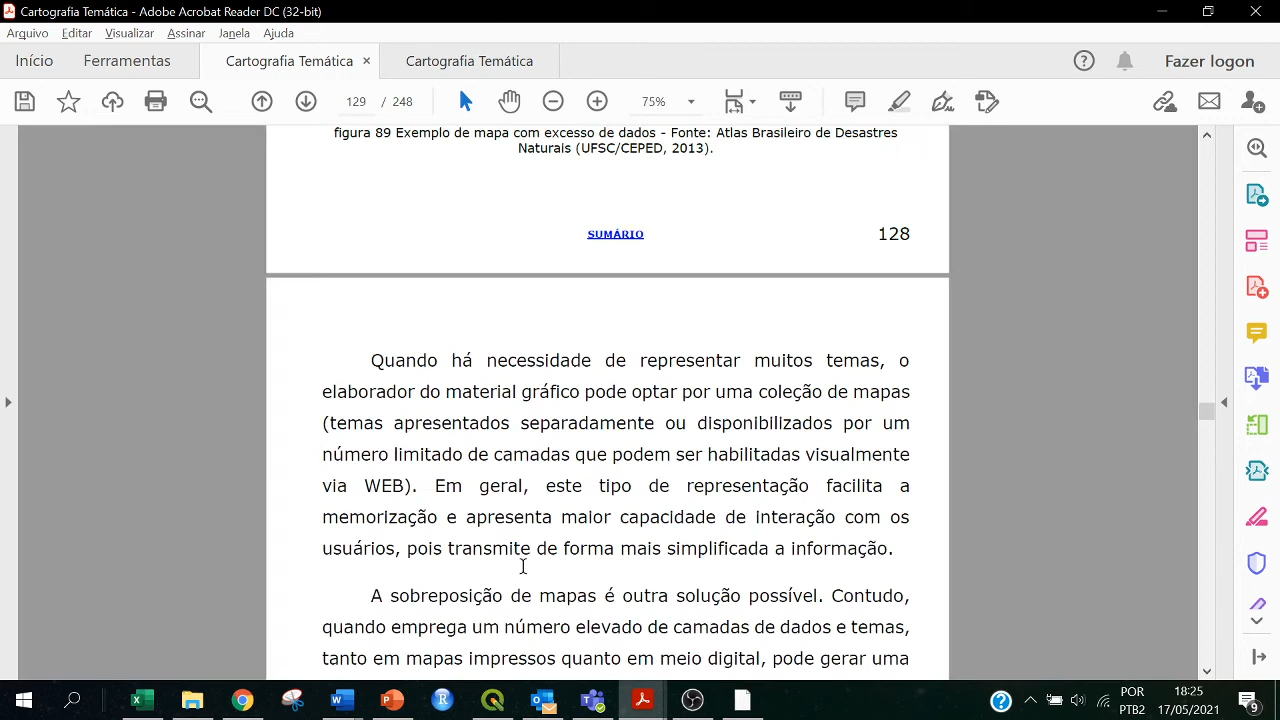 Cartografia Temática - Adobe Acrobat Reader DC (32-bit)
Arquivo Editar Visualizar Assinar Janela Ajuda
Início Ferramentas Cartografia Temática × Cartografia Temática Fazer logon
129 / 248 75%
figura 89 Exemplo de mapa com excesso de dados - Fonte: Atlas Brasileiro de Desastres
Naturais (UFSC/CEPED, 2013).
SUMÁRIO 128
Quando há necessidade de representar muitos temas, o
elaborador do material gráfico pode optar por uma coleção de mapas
(temas apresentados separadamente ou disponibilizados por um
número limitado de camadas que podem ser habilitadas visualmente
via WEB). Em geral, este tipo de representação facilita a
memorização e apresenta maior capacidade de interação com os
usuários, pois transmite de forma mais simplificada a informação.
A sobreposição de mapas é outra solução possível. Contudo,
quando emprega um número elevado de camadas de dados e temas,
tanto em mapas impressos quanto em meio digital, pode gerar uma
POR 18:25
PTB2 17/05/2021 9